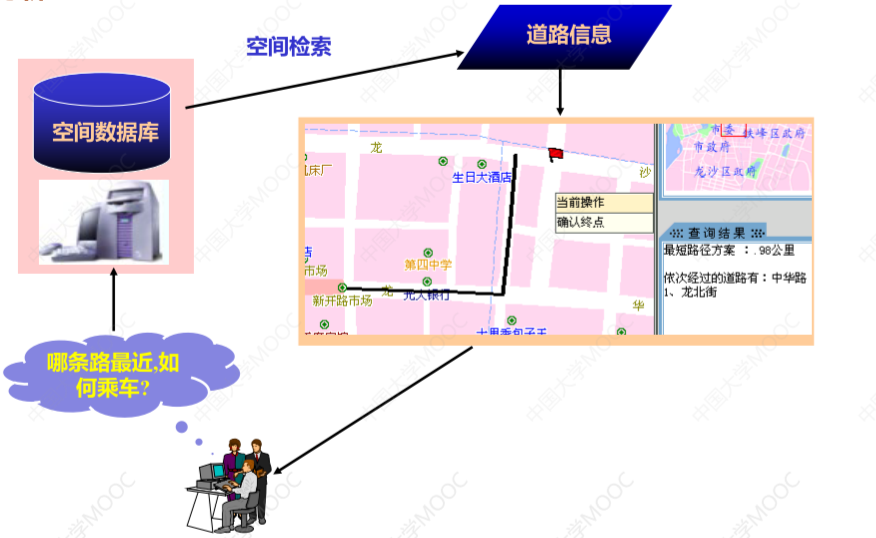 空间检索
道路信息
空间数据库
哪条路最近,如
何乘车?
龙
床厂
生日大酒店
沙
当前操作
确认终点
市场
第四中学
新开路市场
龙
光大银行
华
市委
铁峰区政府
市政府
龙沙区政府
查询结果
最短路径方案 : .98公里
依次经过的道路有: 中华路
1、龙北街
中国大学MOOC